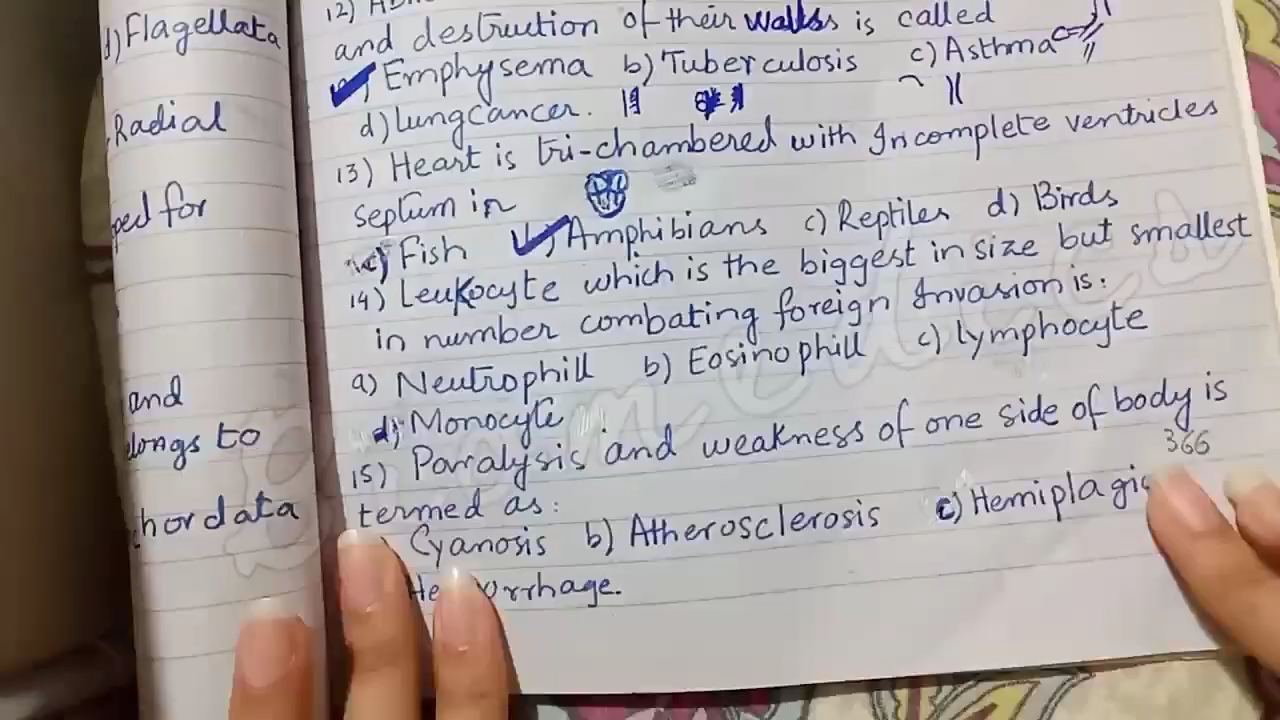 d) Flagellata
Radial
ped for
and
elongs to
hordata
12)
and destruction of their walls is called
Emphysema b) Tuberculosis c) Asthma
d) Lung cancer.
13) Heart is tri-chambered with Incomplete ventricles
septum in
Fish Amphibians c) Reptiles d) Birds
14) Leukocyte which is the biggest in size but smallest
in number combating foreign Invasion is:
a) Neutrophill b) Eosinophill c) lymphocyte
d) Monocyte
15) Parralysis and weakness of one side of body is
366
termed as:
Cyanosis b) Atherosclerosis c) Hemiplagi
orrhage.